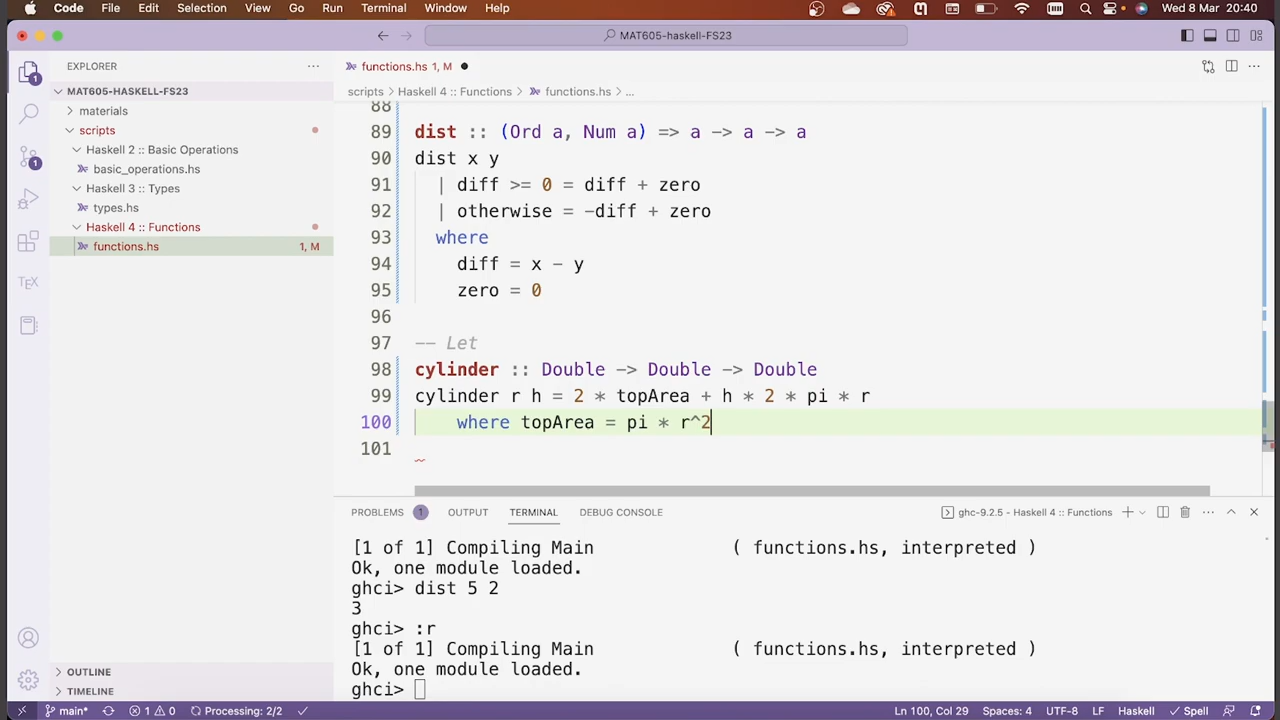 Code File Edit Selection View Go Run Terminal Window Help Wed 8 Mar 20:40
MAT605-haskell-FS23
EXPLORER
functions.hs 1, M
MAT605-HASKELL-FS23
scripts > Haskell 4 :: Functions > functions.hs > ...
materials
scripts
Haskell 2 :: Basic Operations
basic_operations.hs
Haskell 3 :: Types
types.hs
Haskell 4 :: Functions
functions.hs 1, M
88
89 dist :: (Ord a, Num a) => a -> a -> a
90 dist x y
91 | diff >= 0 = diff + zero
92 | otherwise = -diff + zero
93 where
94 diff = x - y
95 zero = 0
96
97 -- Let
98 cylinder :: Double -> Double -> Double
99 cylinder r h = 2 * topArea + h * 2 * pi * r
100 where topArea = pi * r^2
101
PROBLEMS 1 OUTPUT TERMINAL DEBUG CONSOLE
ghc-9.2.5 - Haskell 4 :: Functions
[1 of 1] Compiling Main ( functions.hs, interpreted )
Ok, one module loaded.
ghci> dist 5 2
3
ghci> :r
[1 of 1] Compiling Main ( functions.hs, interpreted )
Ok, one module loaded.
ghci>
OUTLINE
TIMELINE
main* 1 0 Processing: 2/2 Ln 100, Col 29 Spaces: 4 UTF-8 LF Haskell Spell